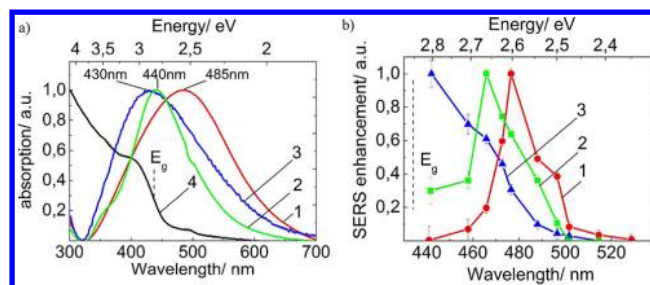 a)
Energy/ eV
4 3,5 3 2,5 2
430nm 440nm 485nm
1,0
0,8
0,6
0,4
0,2
absorption/ a.u.
Eg
4
3
2
1
300 400 500 600 700
Wavelength/ nm
b)
Energy/ eV
2,8 2,7 2,6 2,5 2,4
1,0
0,8
0,6
0,4
0,2
SERS enhancement/ a.u.
Eg
3
2
1
440 460 480 500 520
Wavelength/ nm